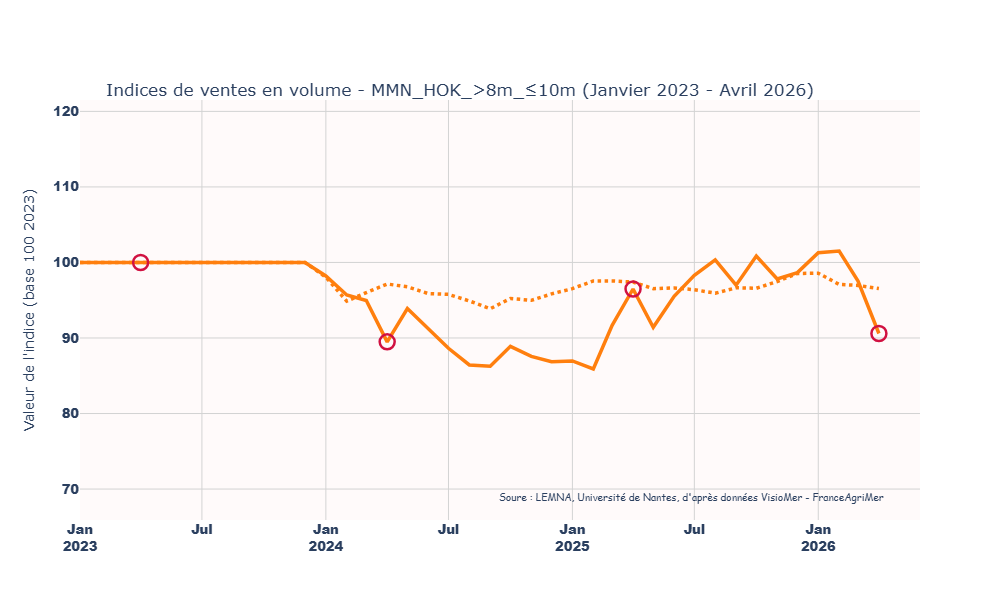 Indices de ventes en volume - MMN_HOK_>8m_≤10m (Janvier 2023 - Avril 2026)
Valeur de l'indice (base 100 2023)
120
110
100
90
80
70
Soure : LEMNA, Université de Nantes, d'après données VisioMer - FranceAgriMer
Jan
2023
Jul
Jan
2024
Jul
Jan
2025
Jul
Jan
2026